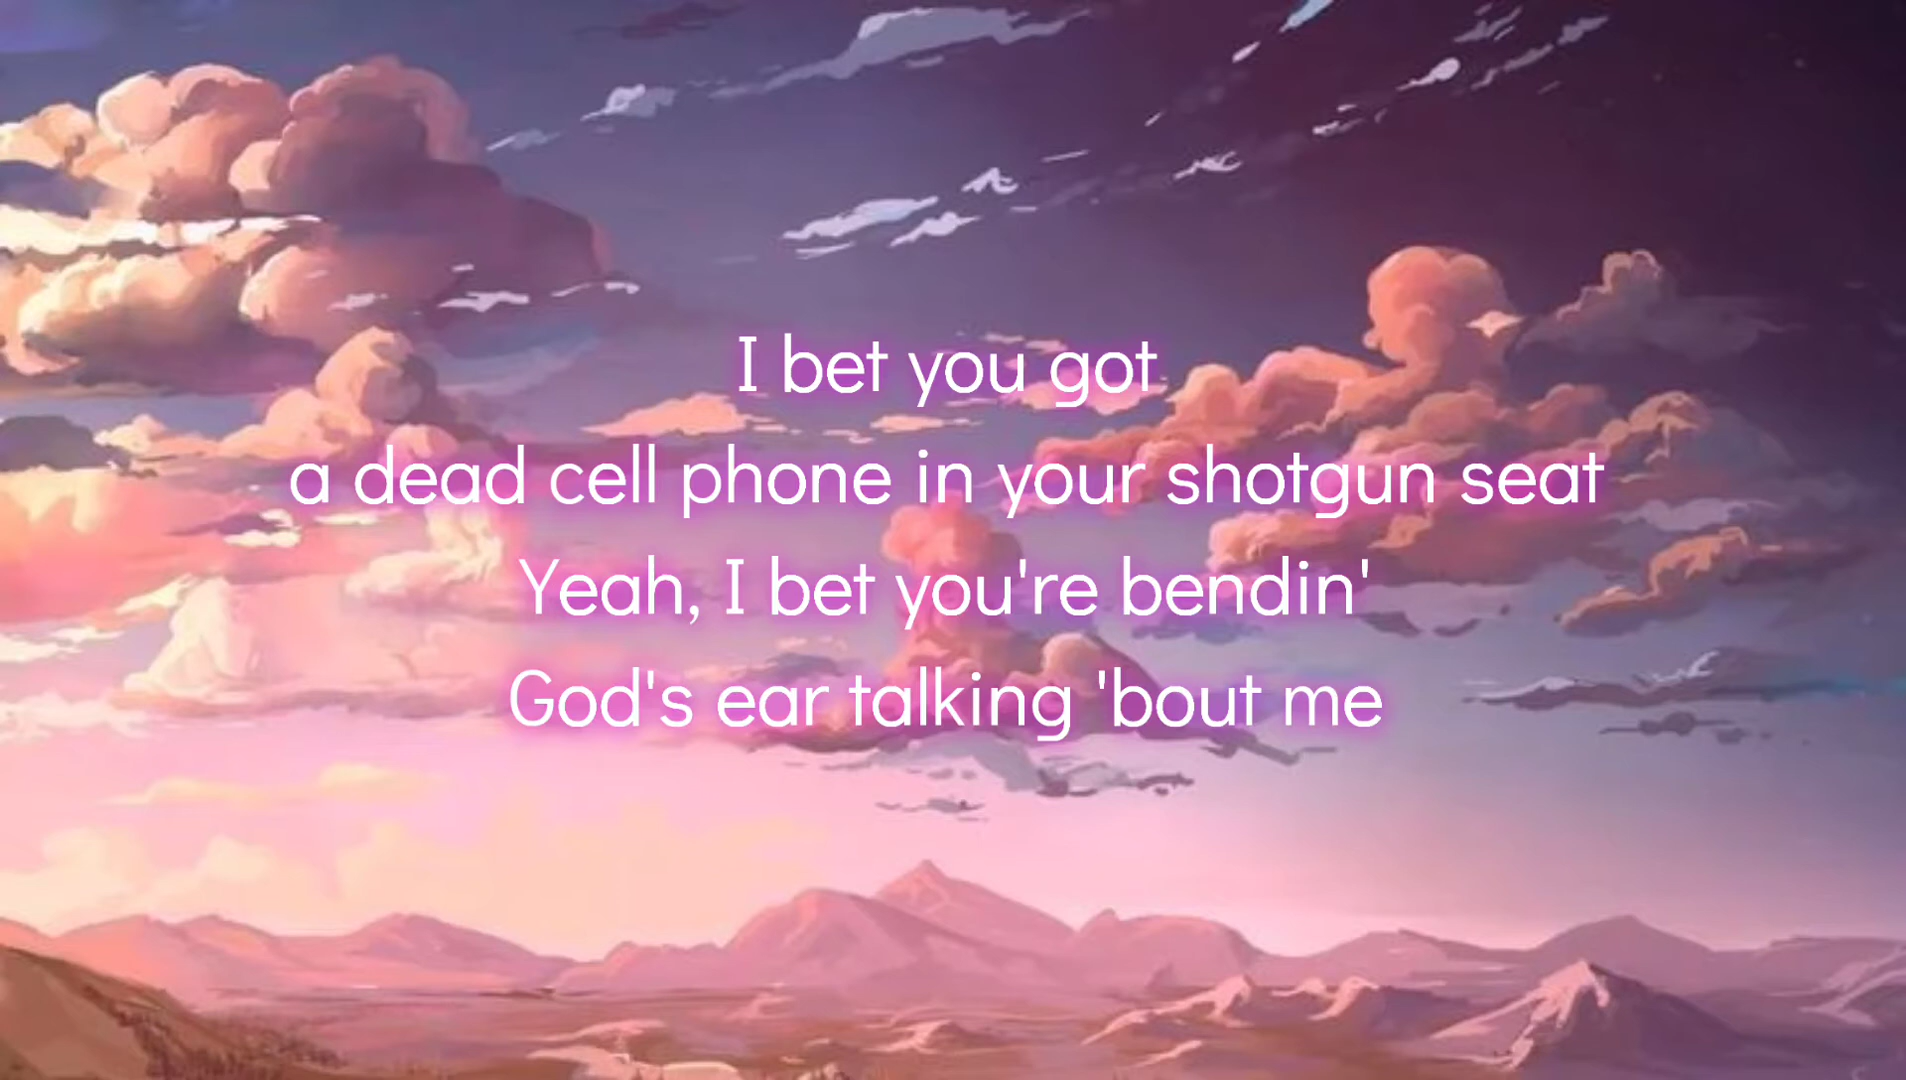 I bet you got
a dead cell phone in your shotgun seat
Yeah, I bet you're bendin'
God's ear talking 'bout me